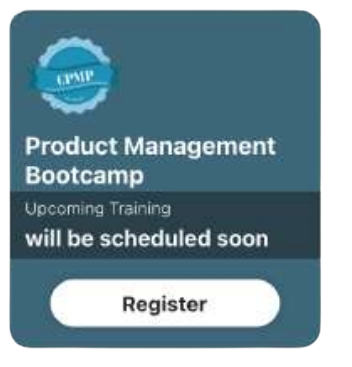 CPMP
Product Management
Bootcamp
Upcoming Training
will be scheduled soon
Register